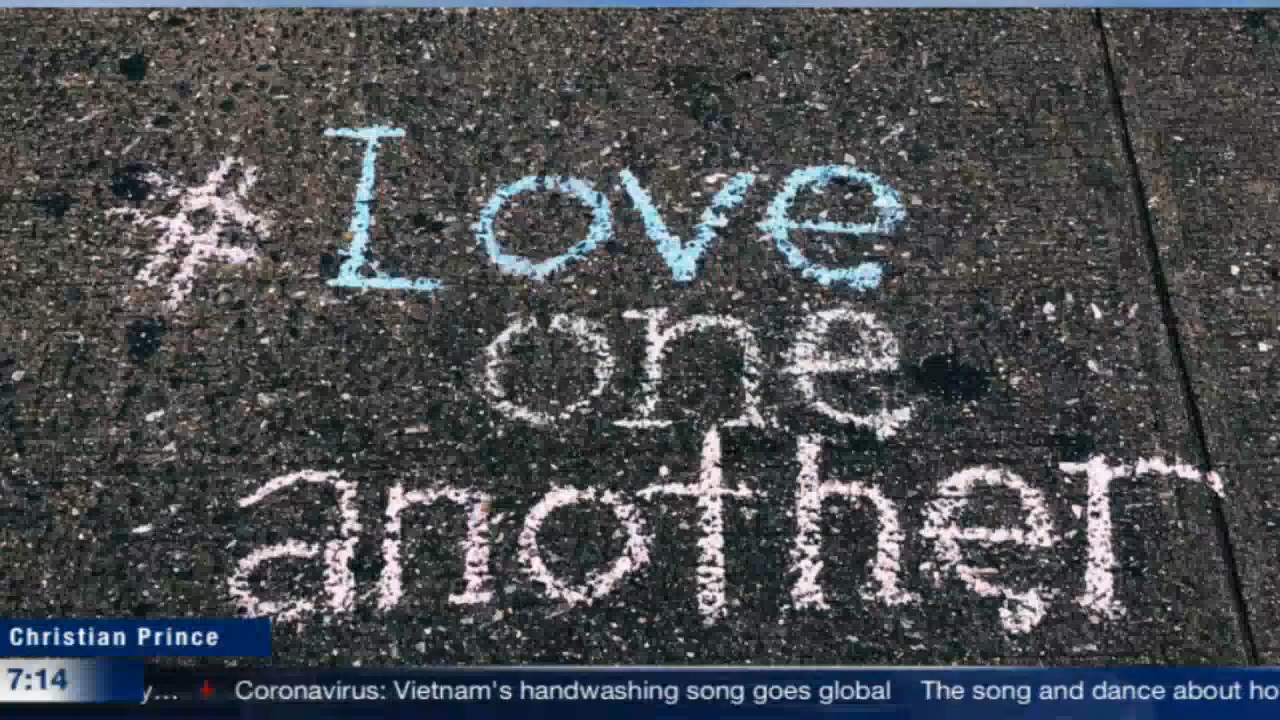 #Love
one
another
Christian Prince
7:14
y... Coronavirus: Vietnam's handwashing song goes global The song and dance about ho